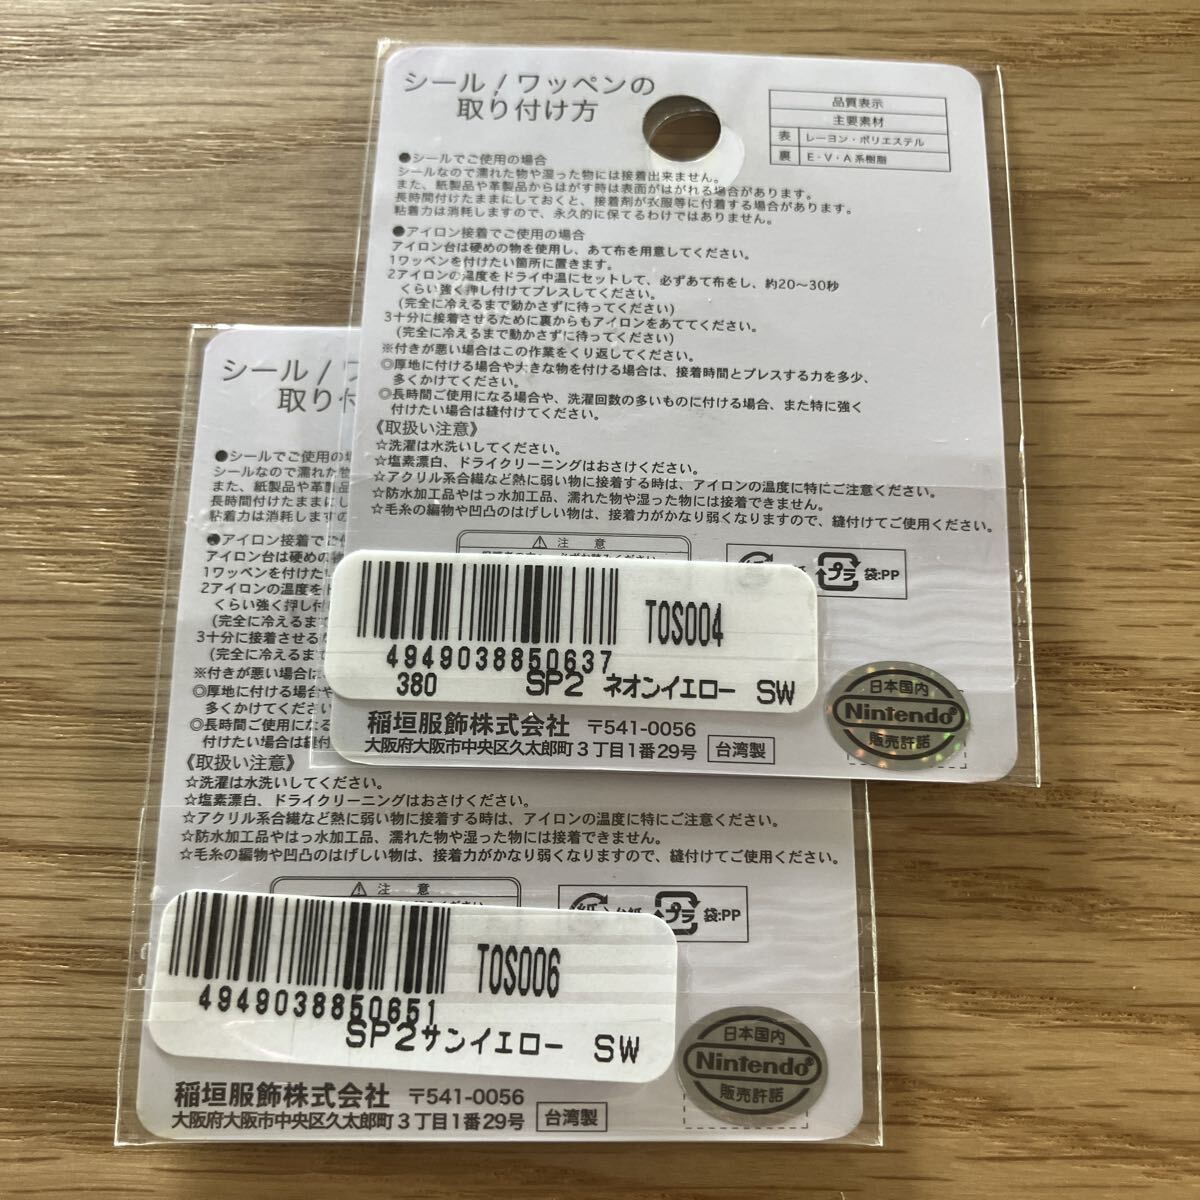 シール/ワッペンの
取り付け方
品質表示
主要素材
表 レーヨン・ポリエステル
裏 E・V・A系樹脂
●シールでご使用の場合
シールなので濡れた物や湿った物には接着出来ません。
また、紙製品や革製品からはがす時は表面がはがれる場合があります。
長時間付けたままにしておくと、接着剤が衣服等に付着する場合があります。
粘着力は消耗しますので、永久的に保てるわけではありません。
●アイロン接着でご使用の場合
アイロン台は硬めの物を使用し、あて布を用意してください。
1ワッペンを付けたい箇所に置きます。
2アイロンの温度をドライ中温にセットして、必ずあて布をし、約20〜30秒
くらい強く押し付けてプレスしてください。
(完全に冷えるまで動かさずに待ってください)
3十分に接着させるために裏からもアイロンをあててください。
(完全に冷えるまで動かさずに待ってください)
※付きが悪い場合はこの作業をくり返してください。
◎厚地に付ける場合や大きな物を付ける場合は、接着時間とプレスする力を多少、
多くかけてください。
◎長時間ご使用になる場合や、洗濯回数の多いものに付ける場合、また特に強く
付けたい場合は縫付けてください。
《取扱い注意》
☆洗濯は水洗いしてください。
☆塩素漂白、ドライクリーニングはおさけください。
☆アクリル系合繊など熱に弱い物に接着する時は、アイロンの温度に特にご注意ください。
☆防水加工品やはっ水加工品、濡れた物や湿った物には接着できません。
☆毛糸の編物や凹凸のはげしい物は、接着力がかなり弱くなりますので、縫付けてご使用ください。
⚠注 意
プラ 袋:PP
TOS004
4949038850637
380 SP2 ネオンイエロー SW
稲垣服飾株式会社 〒541-0056
大阪府大阪市中央区久太郎町3丁目1番29号 台湾製
日本国内
Nintendo®
販売許諾
シール/ワ
取り付
●シールでご使用の場
シールなので濡れた物
また、紙製品や革製品
長時間付けたままにし
粘着力は消耗しますの
●アイロン接着でご使
アイロン台は硬めの物
1ワッペンを付けたい
2アイロンの温度をド
くらい強く押し付
(完全に冷えるまで
3十分に接着させる
(完全に冷えるまで
※付きが悪い場合は
◎厚地に付ける場合や
多くかけてください
◎長時間ご使用になる
付けたい場合は縫付
《取扱い注意》
☆洗濯は水洗いしてください。
☆塩素漂白、ドライクリーニングはおさけください。
☆アクリル系合繊など熱に弱い物に接着する時は、アイロンの温度に特にご注意ください。
☆防水加工品やはっ水加工品、濡れた物や湿った物には接着できません。
☆毛糸の編物や凹凸のはげしい物は、接着力がかなり弱くなりますので、縫付けてご使用ください。
⚠注 意
紙 台紙 プラ 袋:PP
TOS006
4949038850651
SP2サンイエロー SW
稲垣服飾株式会社 〒541-0056
大阪府大阪市中央区久太郎町3丁目1番29号 台湾製
日本国内
Nintendo®
販売許諾